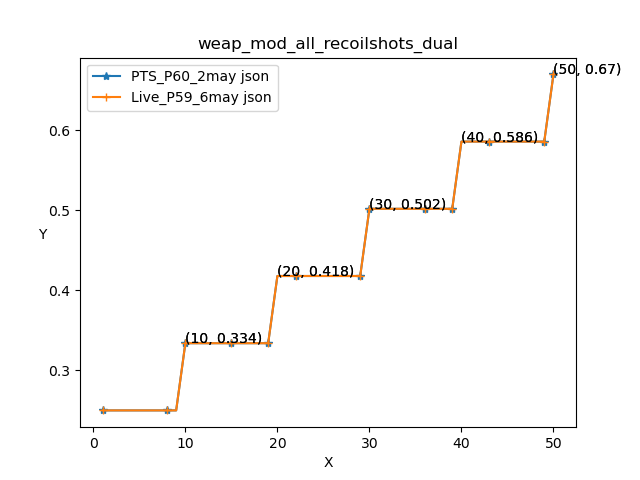 weap_mod_all_recoilshots_dual
PTS_P60_2may json
Live_P59_6may json
(50, 0.67)
(40, 0.586)
(30, 0.502)
(20, 0.418)
(10, 0.334)
0.6
0.5
0.4
0.3
Y
0 10 20 30 40 50
X